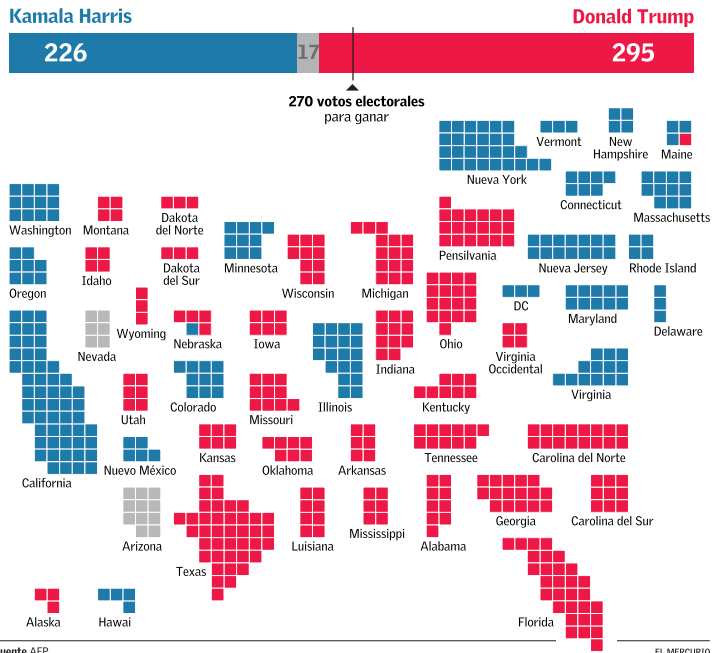 Kamala Harris
Donald Trump
226
17
295
270 votos electorales
para ganar
Vermont
New
Hampshire
Maine
Nueva York
Connecticut
Massachusetts
Washington
Montana
Dakota
del Norte
Minnesota
Wisconsin
Michigan
Pensilvania
Nueva Jersey
Rhode Island
Oregon
Idaho
Dakota
del Sur
Wyoming
Nevada
Nebraska
Iowa
Illinois
Indiana
Ohio
DC
Maryland
Delaware
Virginia
Occidental
Virginia
Utah
Colorado
Missouri
Kentucky
California
Nuevo México
Kansas
Oklahoma
Arkansas
Tennessee
Carolina del Norte
Arizona
Texas
Luisiana
Mississippi
Alabama
Georgia
Carolina del Sur
Alaska
Hawai
Florida
uente AFP
EL MERCURIO